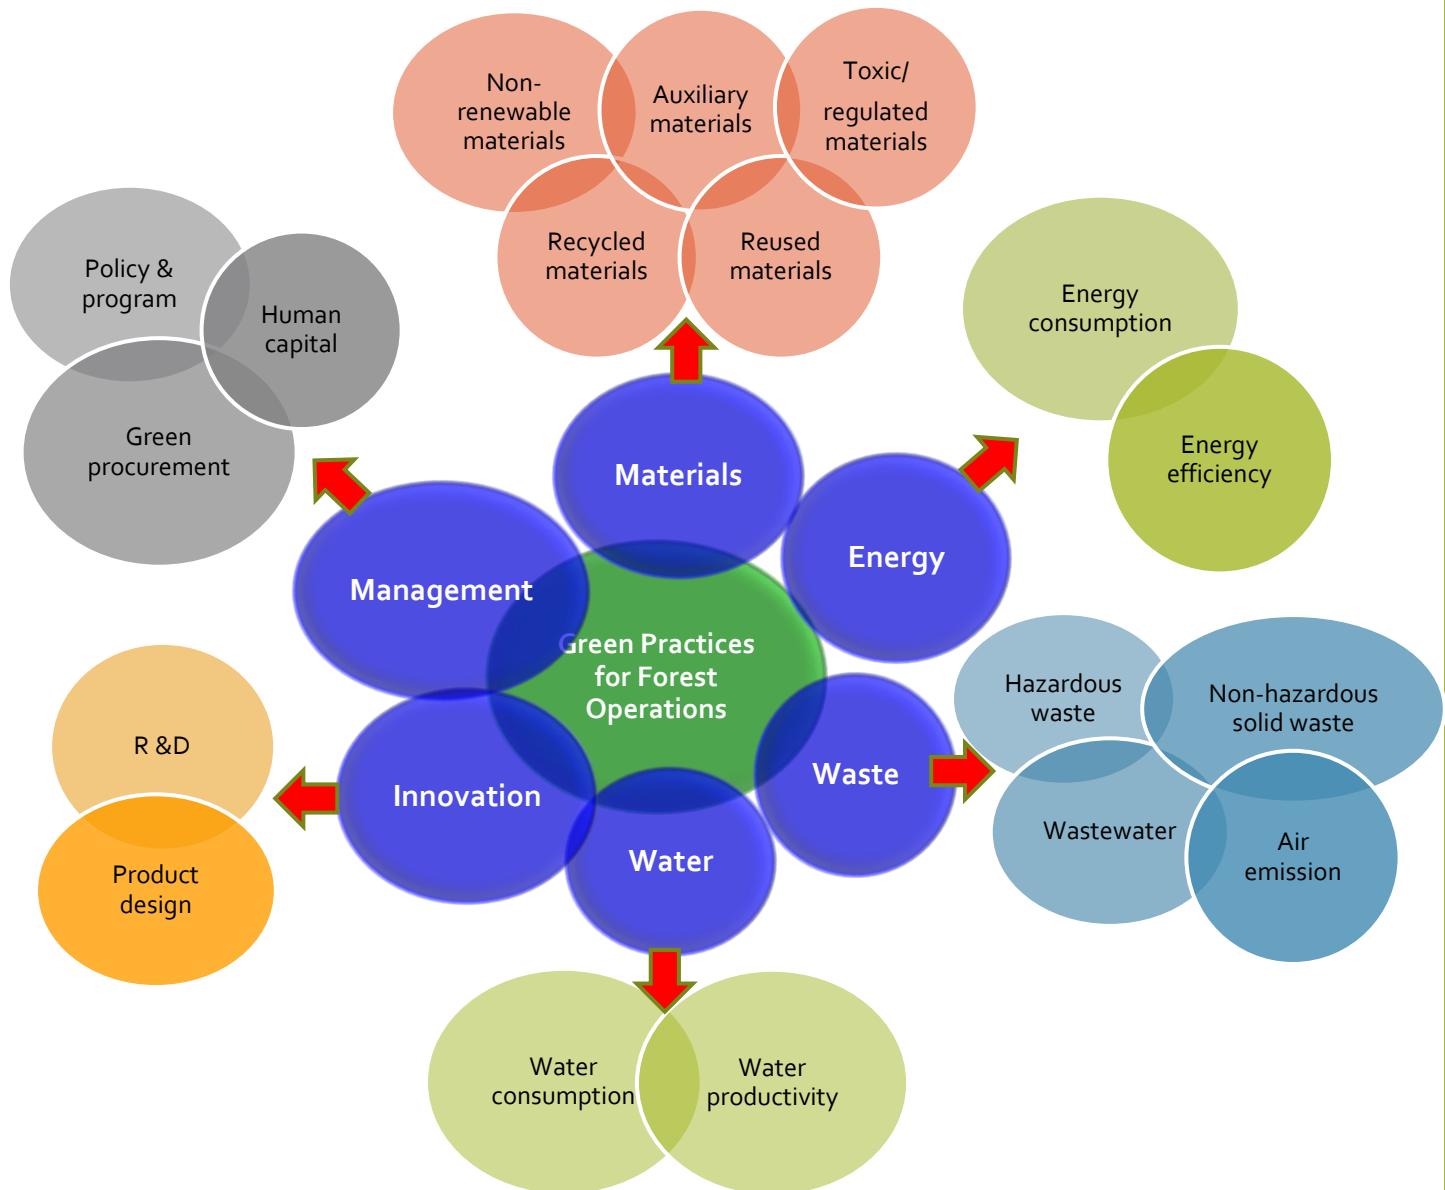 Non-
renewable
materials
Auxiliary
materials
Toxic/
regulated
materials
Recycled
materials
Reused
materials
Policy &
program
Human
capital
Green
procurement
Energy
consumption
Energy
efficiency
Materials
Energy
Management
Green Practices
for Forest
Operations
Hazardous
waste
Non-hazardous
solid waste
Wastewater
Air
emission
Waste
R &D
Product
design
Innovation
Water
Water
consumption
Water
productivity